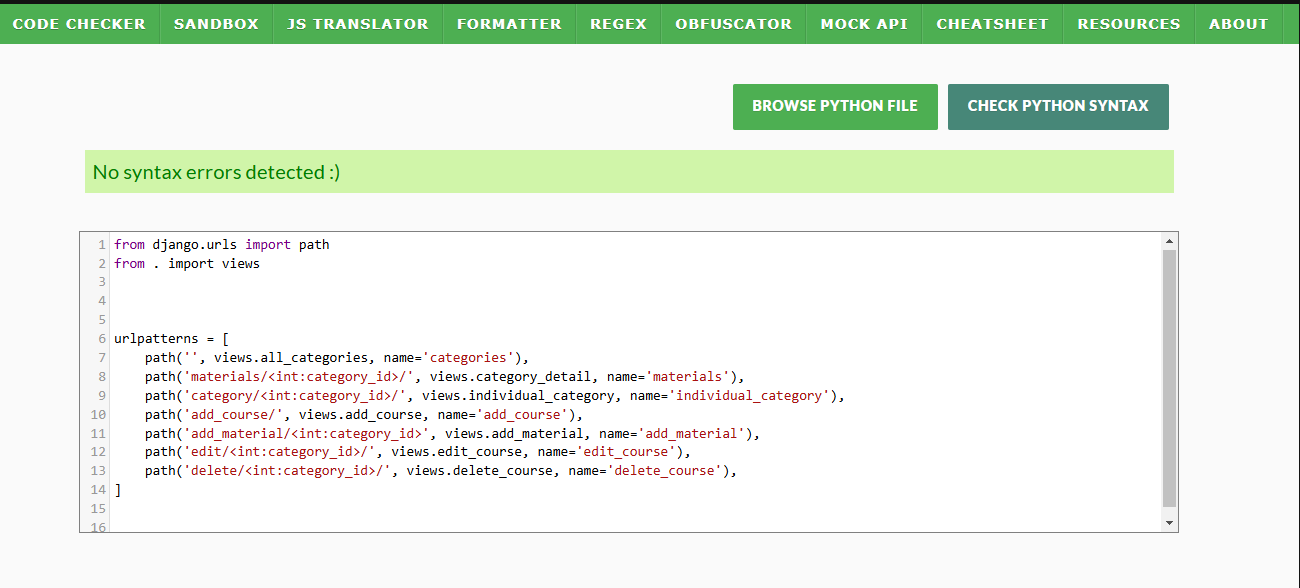 CODE CHECKER SANDBOX JS TRANSLATOR FORMATTER REGEX OBFUSCATOR MOCK API CHEATSHEET RESOURCES ABOUT
BROWSE PYTHON FILE CHECK PYTHON SYNTAX
No syntax errors detected :)
1 from django.urls import path
2 from . import views
3
4
5
6 urlpatterns = [
7     path('', views.all_categories, name='categories'),
8     path('materials/<int:category_id>/', views.category_detail, name='materials'),
9     path('category/<int:category_id>/', views.individual_category, name='individual_category'),
10     path('add_course/', views.add_course, name='add_course'),
11     path('add_material/<int:category_id>', views.add_material, name='add_material'),
12     path('edit/<int:category_id>/', views.edit_course, name='edit_course'),
13     path('delete/<int:category_id>/', views.delete_course, name='delete_course'),
14 ]
15
16